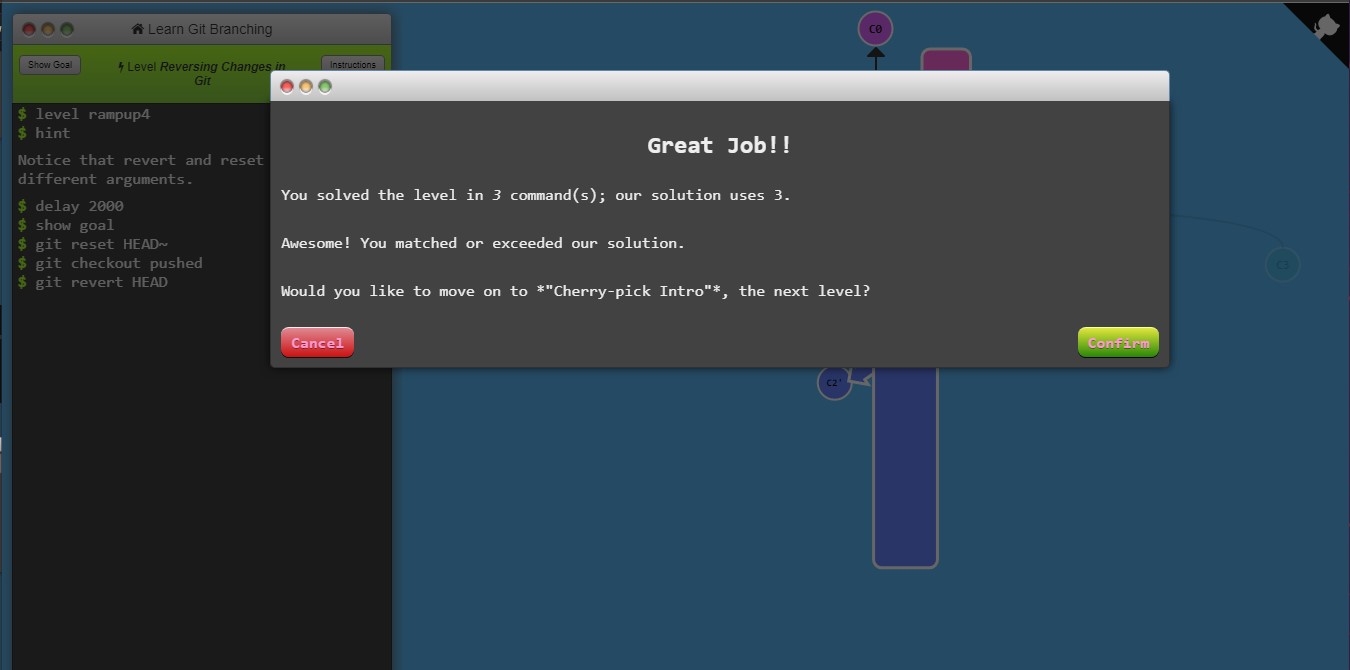 Learn Git Branching
Show Goal
Level Reversing Changes in
Git
Instructions
$ level rampup4
$ hint
Notice that revert and reset
different arguments.
$ delay 2000
$ show goal
$ git reset HEAD~
$ git checkout pushed
$ git revert HEAD
C0
Great Job!!
You solved the level in 3 command(s); our solution uses 3.
Awesome! You matched or exceeded our solution.
Would you like to move on to *"Cherry-pick Intro"*, the next level?
Cancel
Confirm
C3
C2'